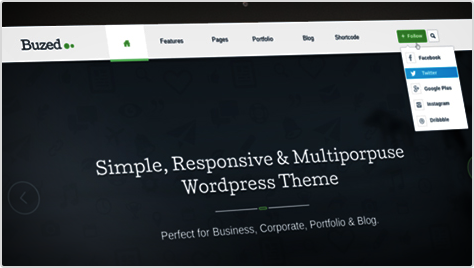 Buzed
Features
Pages
Portfolio
Blog
Shortcode
+ Follow
Facebook
Twitter
Google Plus
Instagram
Dribbble
Simple, Responsive & Multiporpuse
Wordpress Theme
Perfect for Business, Corporate, Portfolio & Blog.